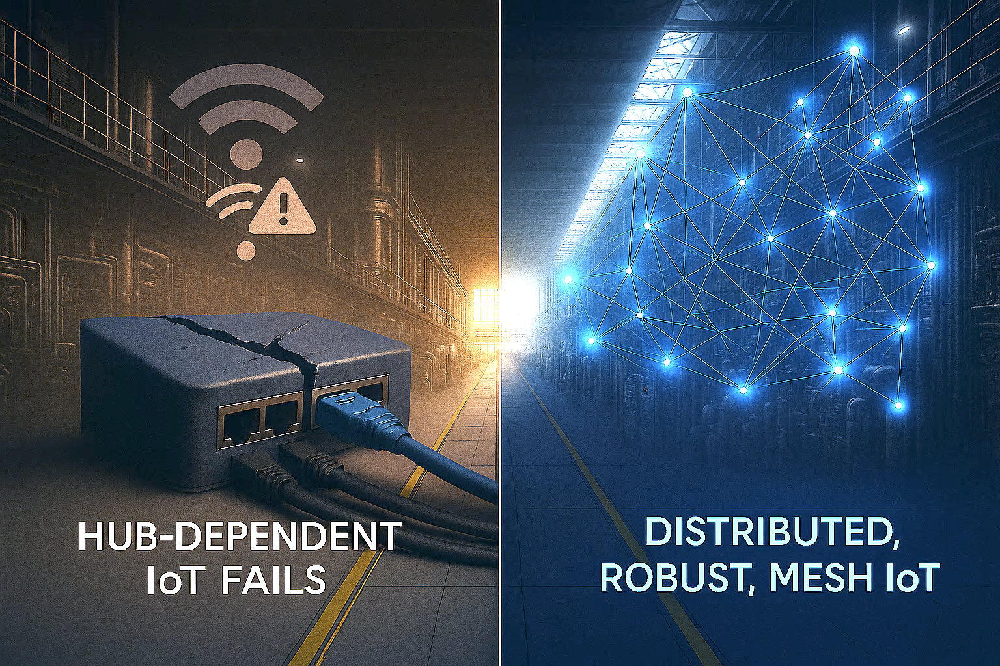 HUB-DEPENDENT
IoT FAILS
DISTRIBUTED,
ROBUST, MESH IoT